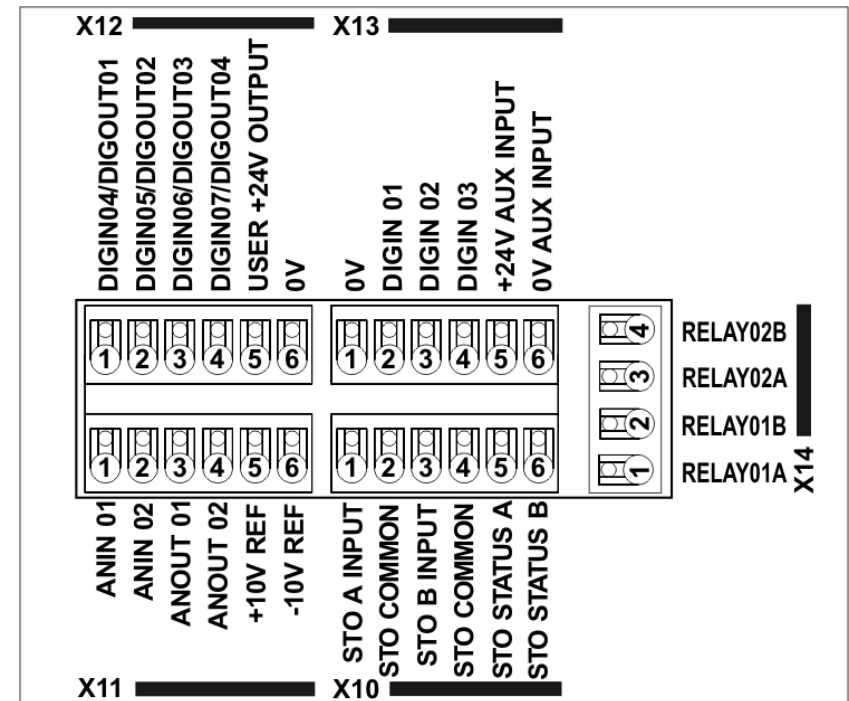 X12
X13
DIGIN04/DIGOUT01
DIGIN05/DIGOUT02
DIGIN06/DIGOUT03
DIGIN07/DIGOUT04
USER +24V OUTPUT
0V
0V
DIGIN 01
DIGIN 02
DIGIN 03
+24V AUX INPUT
0V AUX INPUT
1 2 3 4 5 6
1 2 3 4 5 6
4 RELAY02B
3 RELAY02A
2 RELAY01B
1 RELAY01A
X14
1 2 3 4 5 6
1 2 3 4 5 6
ANIN 01
ANIN 02
ANOUT 01
ANOUT 02
+10V REF
-10V REF
STO A INPUT
STO COMMON
STO B INPUT
STO COMMON
STO STATUS A
STO STATUS B
X11
X10